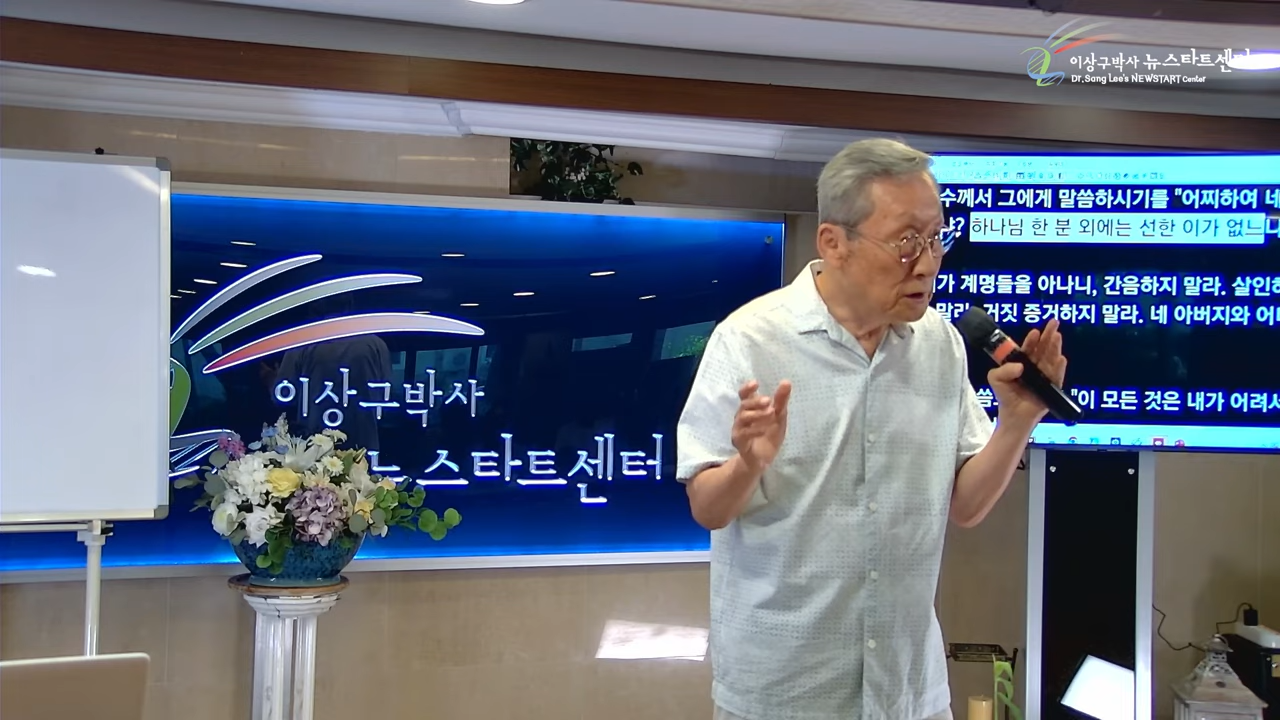 이상구박사 뉴스타트센터
Dr. Sang Lee's NEWSTART Center
수께서 그에게 말씀하시기를 "어찌하여 네
냐? 하나님 한 분 외에는 선한 이가 없느니
가 계명들을 아나니, 간음하지 말라. 살인하
말라. 거짓 증거하지 말라. 네 아버지와 어머
"이 모든 것은 내가 어려서
이상구박사
뉴스타트센터